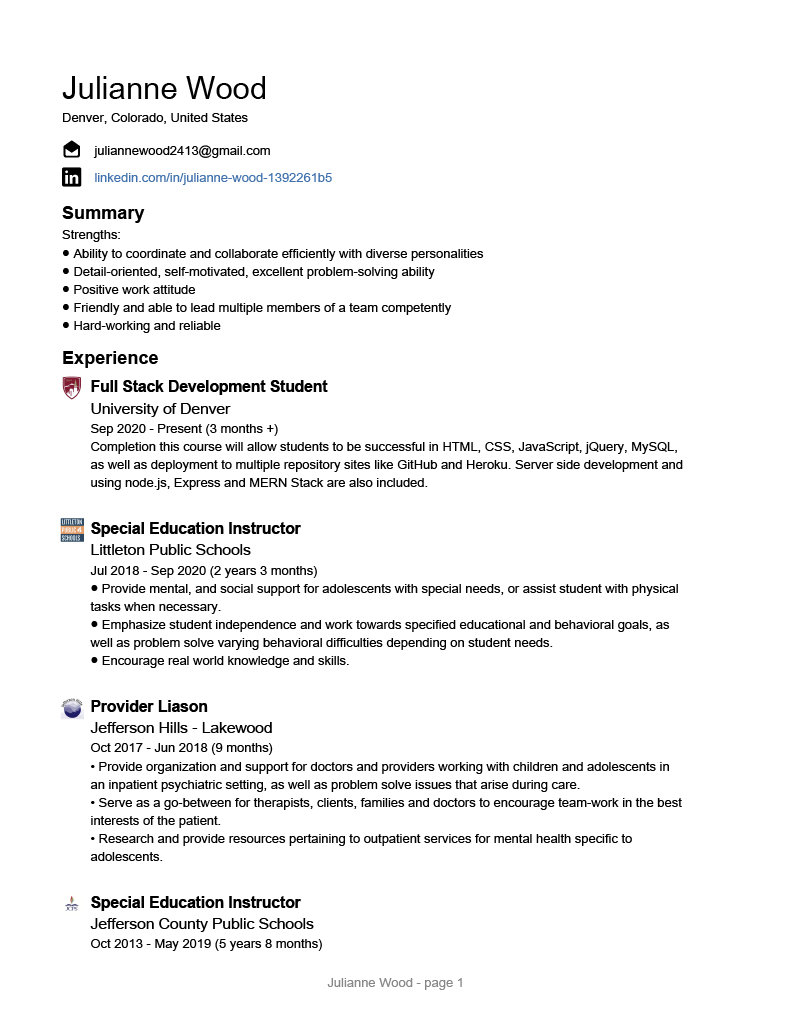 Julianne Wood
Denver, Colorado, United States
juliannewood2413@gmail.com
linkedin.com/in/julianne-wood-1392261b5
Summary
Strengths:
● Ability to coordinate and collaborate efficiently with diverse personalities
● Detail-oriented, self-motivated, excellent problem-solving ability
● Positive work attitude
● Friendly and able to lead multiple members of a team competently
● Hard-working and reliable
Experience
Full Stack Development Student
University of Denver
Sep 2020 - Present (3 months +)
Completion this course will allow students to be successful in HTML, CSS, JavaScript, jQuery, MySQL,
as well as deployment to multiple repository sites like GitHub and Heroku. Server side development and
using node.js, Express and MERN Stack are also included.
LITTLETON
PUBLIC
SCHOOLS
Special Education Instructor
Littleton Public Schools
Jul 2018 - Sep 2020 (2 years 3 months)
● Provide mental, and social support for adolescents with special needs, or assist student with physical
tasks when necessary.
● Emphasize student independence and work towards specified educational and behavioral goals, as
well as problem solve varying behavioral difficulties depending on student needs.
● Encourage real world knowledge and skills.
Provider Liason
Jefferson Hills - Lakewood
Oct 2017 - Jun 2018 (9 months)
• Provide organization and support for doctors and providers working with children and adolescents in
an inpatient psychiatric setting, as well as problem solve issues that arise during care.
• Serve as a go-between for therapists, clients, families and doctors to encourage team-work in the best
interests of the patient.
• Research and provide resources pertaining to outpatient services for mental health specific to
adolescents.
Special Education Instructor
Jefferson County Public Schools
Oct 2013 - May 2019 (5 years 8 months)
Julianne Wood - page 1